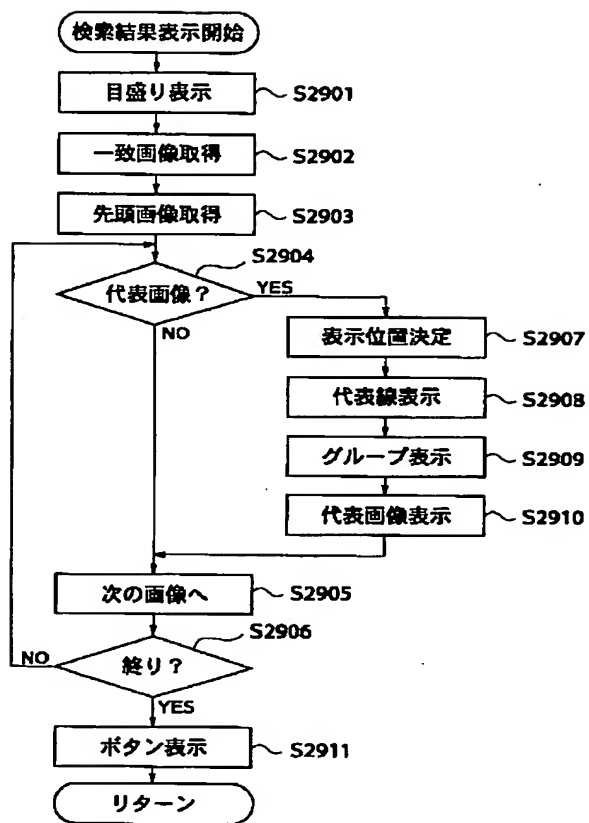 検索結果表示開始
目盛り表示 S2901
一致画像取得 S2902
先頭画像取得 S2903
S2904
代表画像？ YES
NO
表示位置決定 S2907
代表線表示 S2908
グループ表示 S2909
代表画像表示 S2910
次の画像へ S2905
S2906
終り？
NO
YES
ボタン表示 S2911
リターン